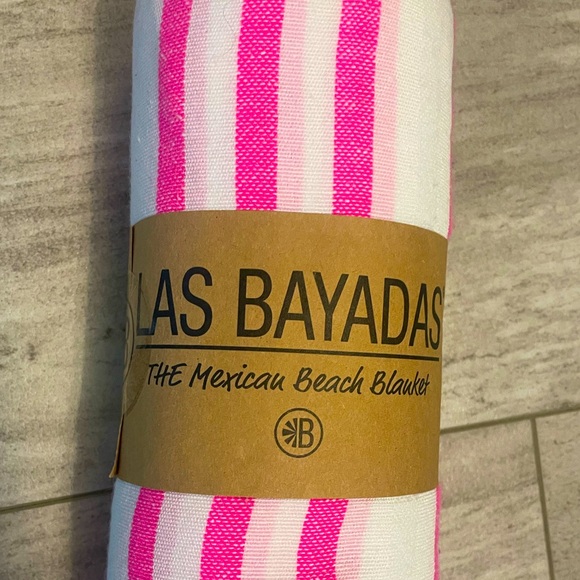 LAS BAYADAS
THE Mexican Beach Blanket
B